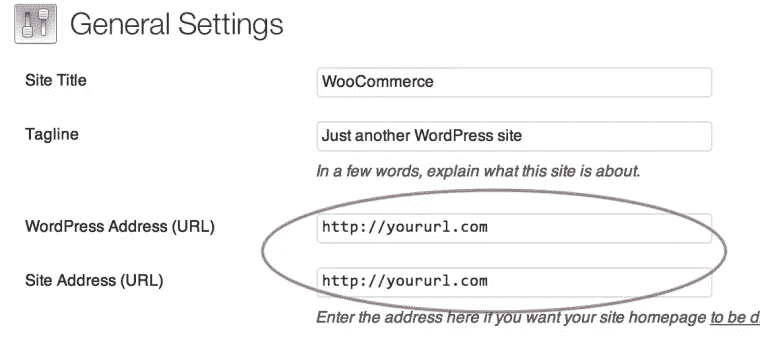 General Settings
Site Title
WooCommerce
Tagline
Just another WordPress site
In a few words, explain what this site is about.
WordPress Address (URL)
http://yoururl.com
Site Address (URL)
http://yoururl.com
Enter the address here if you want your site homepage to be d